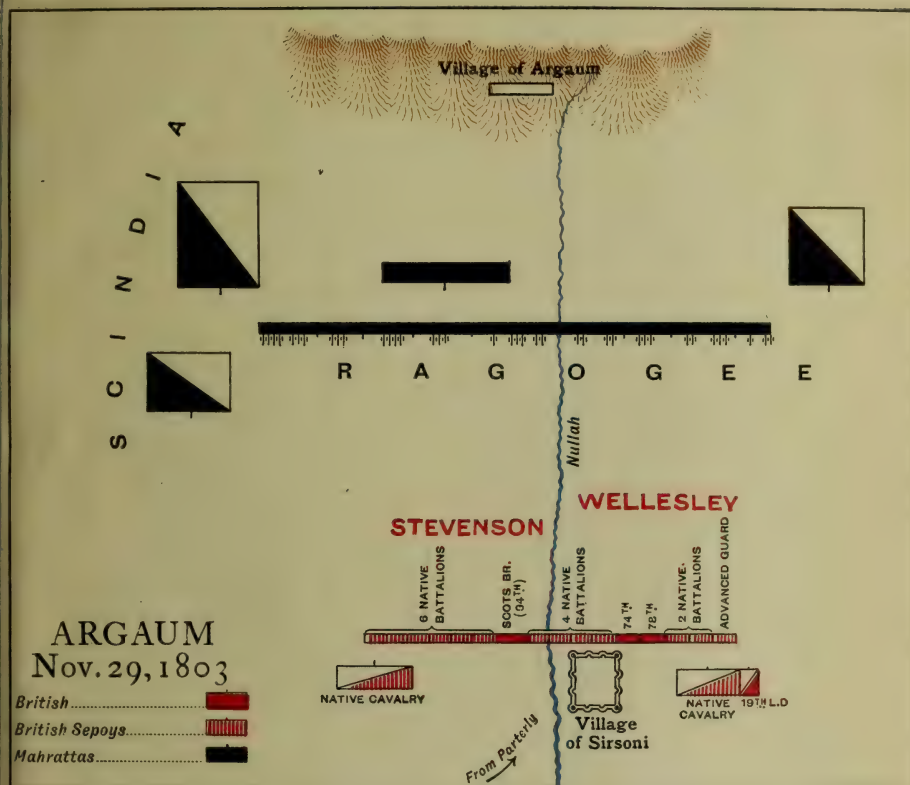 Village of Argaum
SCINDIA
RAGOGEE
Nullah
WELLESLEY
STEVENSON
6 NATIVE
BATTALIONS
SCOTS BR.
(94TH)
4 NATIVE
BATTALIONS
74TH
78TH
2 NATIVE
BATTALIONS
ADVANCED GUARD
ARGAUM
Nov. 29, 1803
British
British Sepoys
Mahrattas
NATIVE CAVALRY
Village
of Sirsoni
NATIVE
CAVALRY
19TH L.D
From Parterly